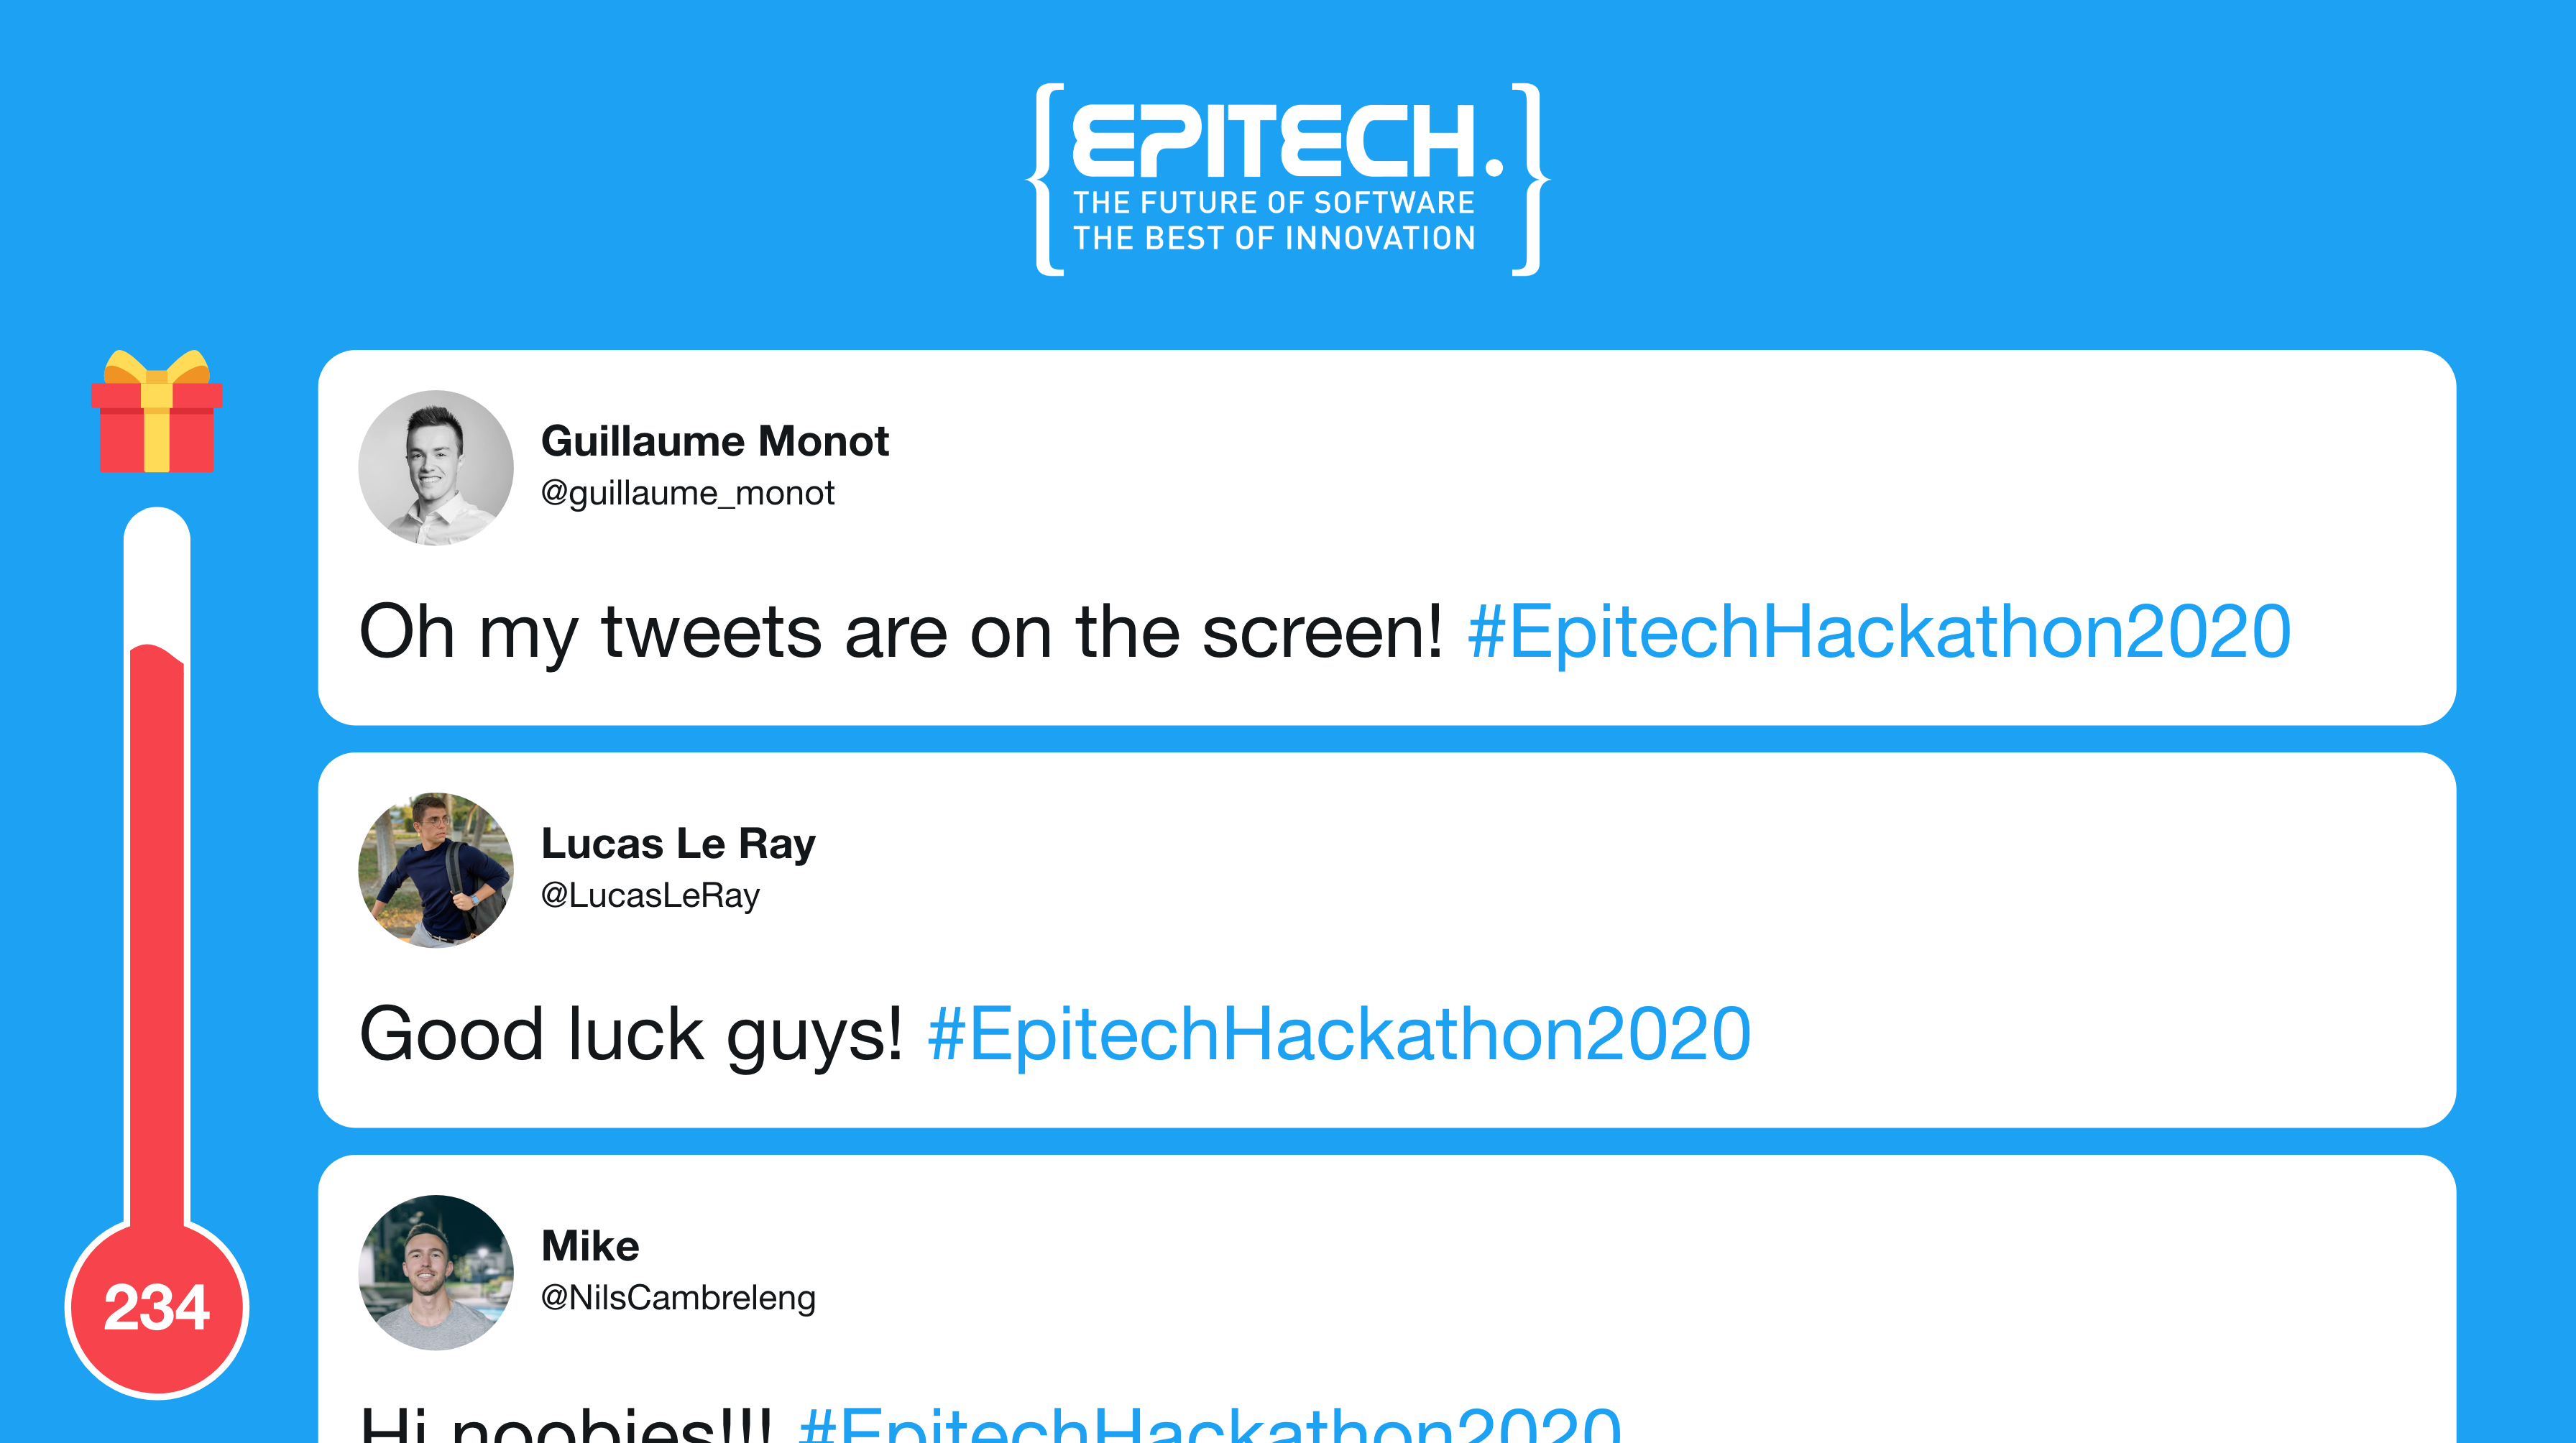 {EPITECH.}
THE FUTURE OF SOFTWARE
THE BEST OF INNOVATION
Guillaume Monot
@guillaume_monot
Oh my tweets are on the screen! #EpitechHackathon2020
Lucas Le Ray
@LucasLeRay
Good luck guys! #EpitechHackathon2020
Mike
@NilsCambreleng
Hi noobies!!! #EpitechHackathon2020
234